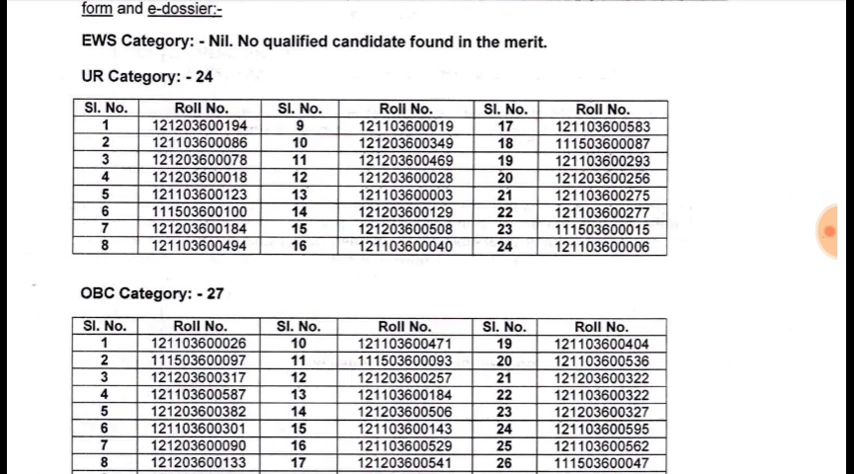 form and e-dossier:-
EWS Category: - Nil. No qualified candidate found in the merit.
UR Category: - 24
Sl. No. Roll No. Sl. No. Roll No. Sl. No. Roll No.
1 121203600194 9 121103600019 17 121103600583
2 121103600086 10 121203600349 18 111503600087
3 121203600078 11 121203600469 19 121103600293
4 121203600018 12 121203600028 20 121203600256
5 121103600123 13 121103600003 21 121103600275
6 111503600100 14 121203600129 22 121103600277
7 121203600184 15 121203600508 23 111503600015
8 121103600494 16 121103600040 24 121103600006
OBC Category: - 27
Sl. No. Roll No. Sl. No. Roll No. Sl. No. Roll No.
1 121103600026 10 121103600471 19 121103600404
2 111503600097 11 111503600093 20 121103600536
3 121203600317 12 121203600257 21 121203600322
4 121103600587 13 121103600184 22 121103600322
5 121203600382 14 121203600506 23 121203600327
6 121103600301 15 121103600143 24 121103600595
7 121203600090 16 121103600529 25 121103600562
8 121203600133 17 121203600541 26 111503600047